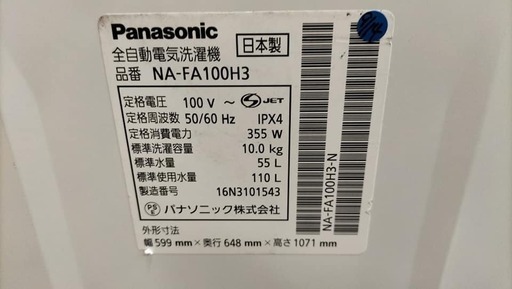 Panasonic
全自動電気洗濯機
日本製
品番 NA-FA100H3
定格電圧 100 V ~ JET
定格周波数 50/60 Hz IPX4
定格消費電力 355 W
標準洗濯容量 10.0 kg
標準水量 55 L
標準使用水量 110 L
製造番号 16N3101543
PS E パナソニック株式会社
外形寸法
幅 599 mm × 奥行 648 mm × 高さ 1071 mm
NA-FA100H3-N